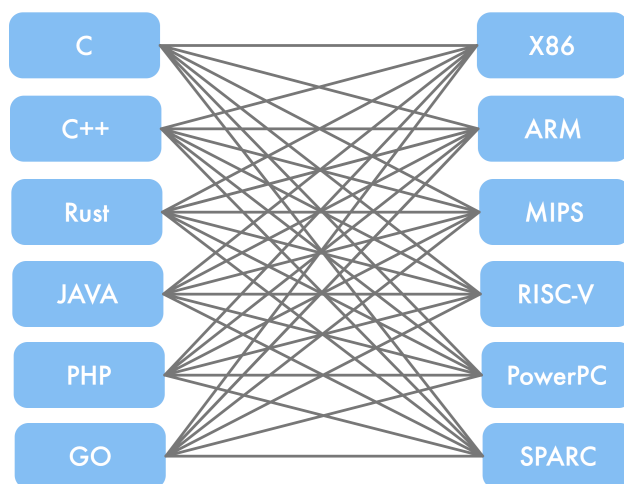 C
X86
C++
ARM
Rust
MIPS
JAVA
RISC-V
PHP
PowerPC
GO
SPARC